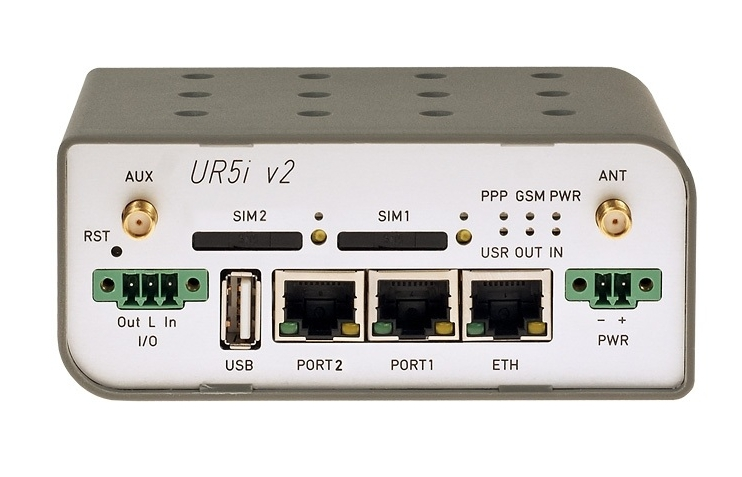 UR5i v2
AUX
ANT
PPP GSM PWR
SIM2
SIM1
RST
USR OUT IN
Out L In
I/O
USB
PORT2
PORT1
ETH
– +
PWR